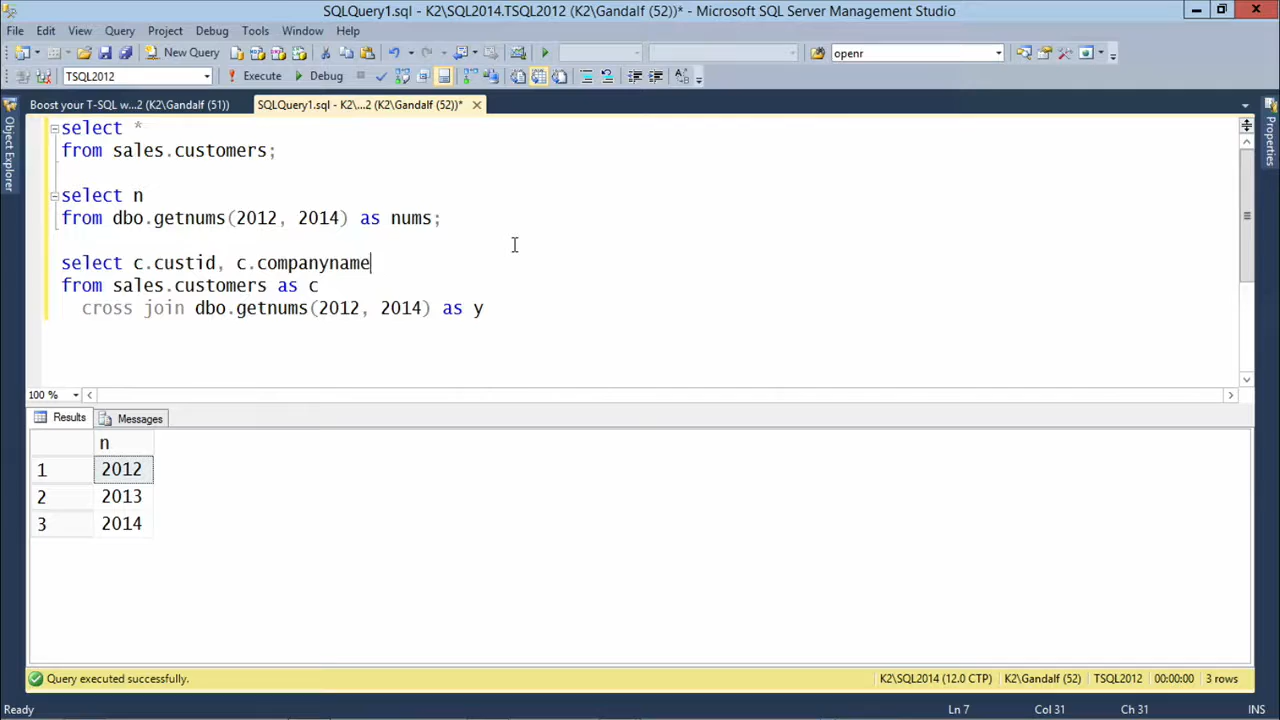 SQLQuery1.sql - K2\SQL2014.TSQL2012 (K2\Gandalf (52))* - Microsoft SQL Server Management Studio
File Edit View Query Project Debug Tools Window Help
New Query
openr
TSQL2012
Execute
Debug
Boost your T-SQL w...2 (K2\Gandalf (51))
SQLQuery1.sql - K2\...2 (K2\Gandalf (52))*
Object Explorer
Properties
select *
from sales.customers;
select n
from dbo.getnums(2012, 2014) as nums;
select c.custid, c.companyname
from sales.customers as c
cross join dbo.getnums(2012, 2014) as y
100 %
Results
Messages
n
1 2012
2 2013
3 2014
Query executed successfully.
K2\SQL2014 (12.0 CTP)
K2\Gandalf (52)
TSQL2012
00:00:00
3 rows
Ready
Ln 7
Col 31
Ch 31
INS